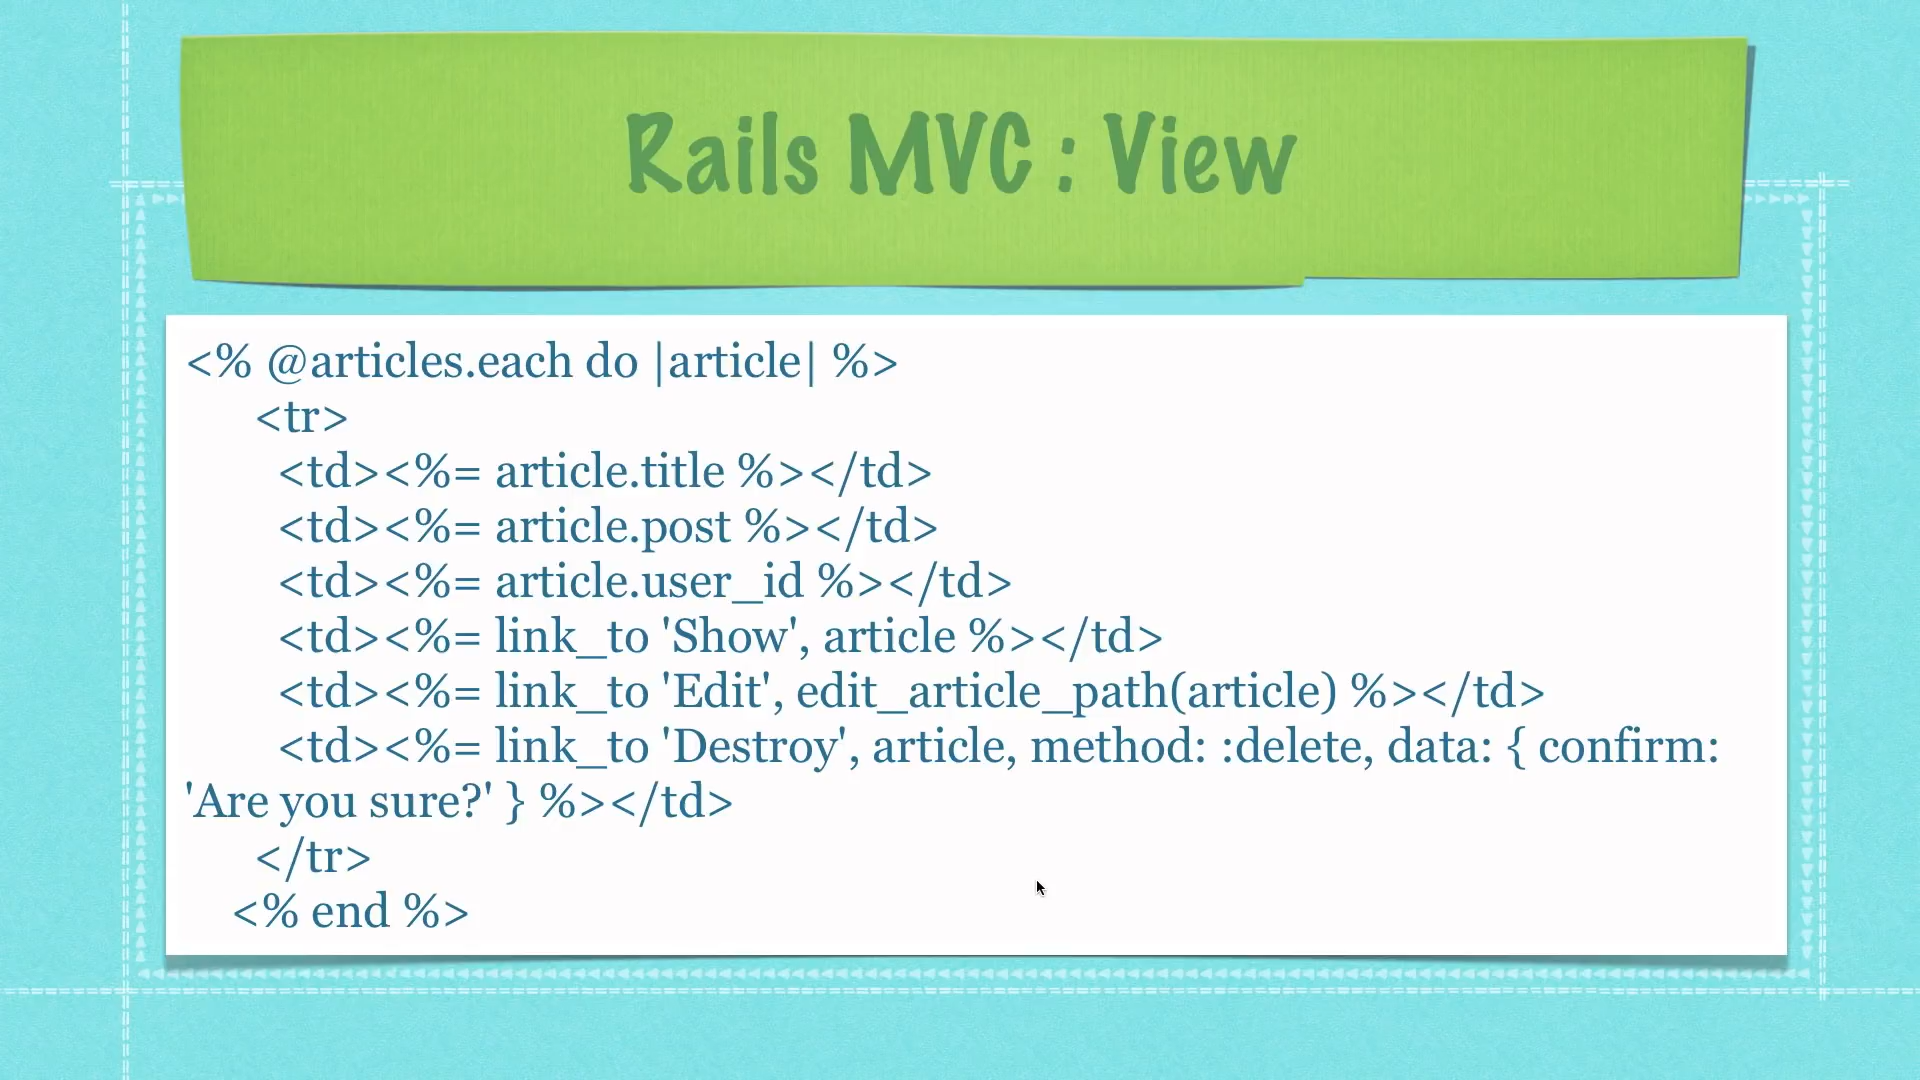 Rails MVC : View
<% @articles.each do |article| %>
<tr>
<td><%= article.title %></td>
<td><%= article.post %></td>
<td><%= article.user_id %></td>
<td><%= link_to 'Show', article %></td>
<td><%= link_to 'Edit', edit_article_path(article) %></td>
<td><%= link_to 'Destroy', article, method: :delete, data: { confirm:
'Are you sure?' } %></td>
</tr>
<% end %>